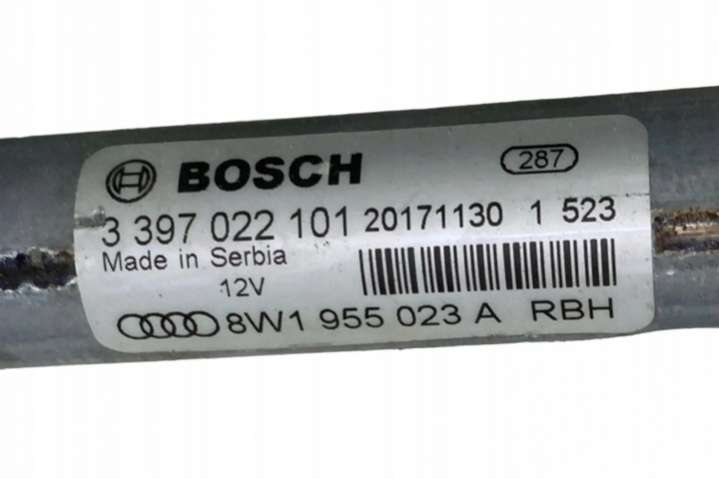 BOSCH 287
3 397 022 101 20171130 1 523
Made in Serbia
12V
8W1 955 023 A RBH